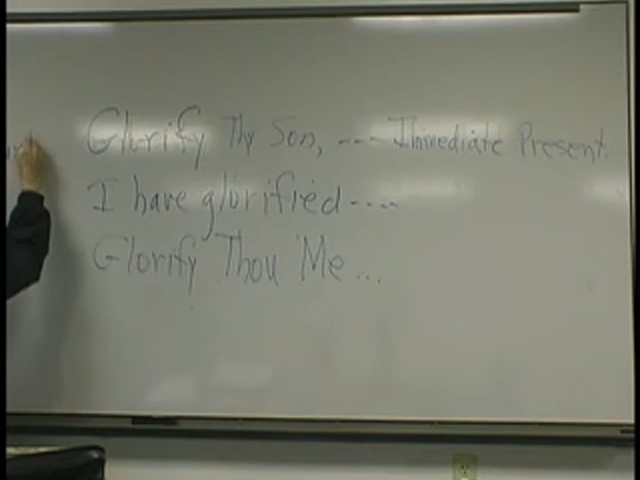 Glorify Thy Son, ---- Immediate Present.
I have glorified ----
Glorify Thou Me ...